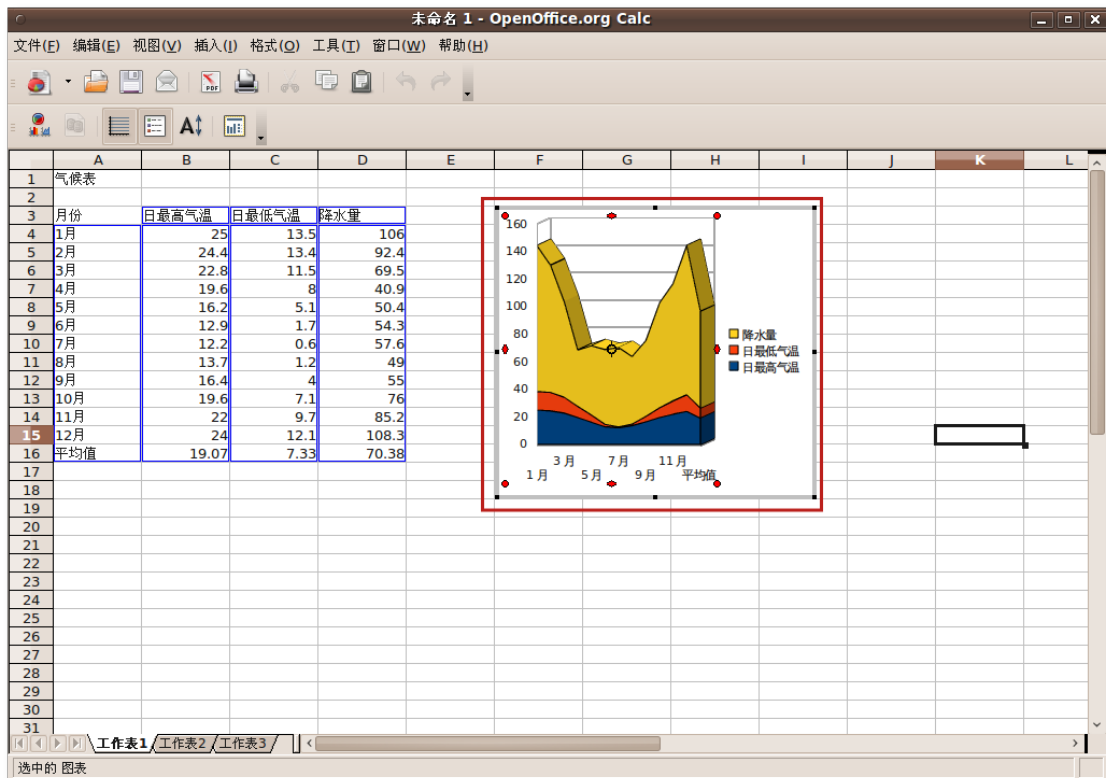 未命名 1 - OpenOffice.org Calc
文件(F) 编辑(E) 视图(V) 插入(I) 格式(O) 工具(T) 窗口(W) 帮助(H)
PDF
A B C D E F G H I J K L
1 气候表
2
3 月份 日最高气温 日最低气温 降水量
4 1月 25 13.5 106
5 2月 24.4 13.4 92.4
6 3月 22.8 11.5 69.5
7 4月 19.6 8 40.9
8 5月 16.2 5.1 50.4
9 6月 12.9 1.7 54.3
10 7月 12.2 0.6 57.6
11 8月 13.7 1.2 49
12 9月 16.4 4 55
13 10月 19.6 7.1 76
14 11月 22 9.7 85.2
15 12月 24 12.1 108.3
16 平均值 19.07 7.33 70.38
17
18
19
20
21
22
23
24
25
26
27
28
29
30
31
160
140
120
100
80
60
40
20
0
降水量
日最低气温
日最高气温
3月 7月 11月
1月 5月 9月 平均值
工作表1 工作表2 工作表3
选中的 图表